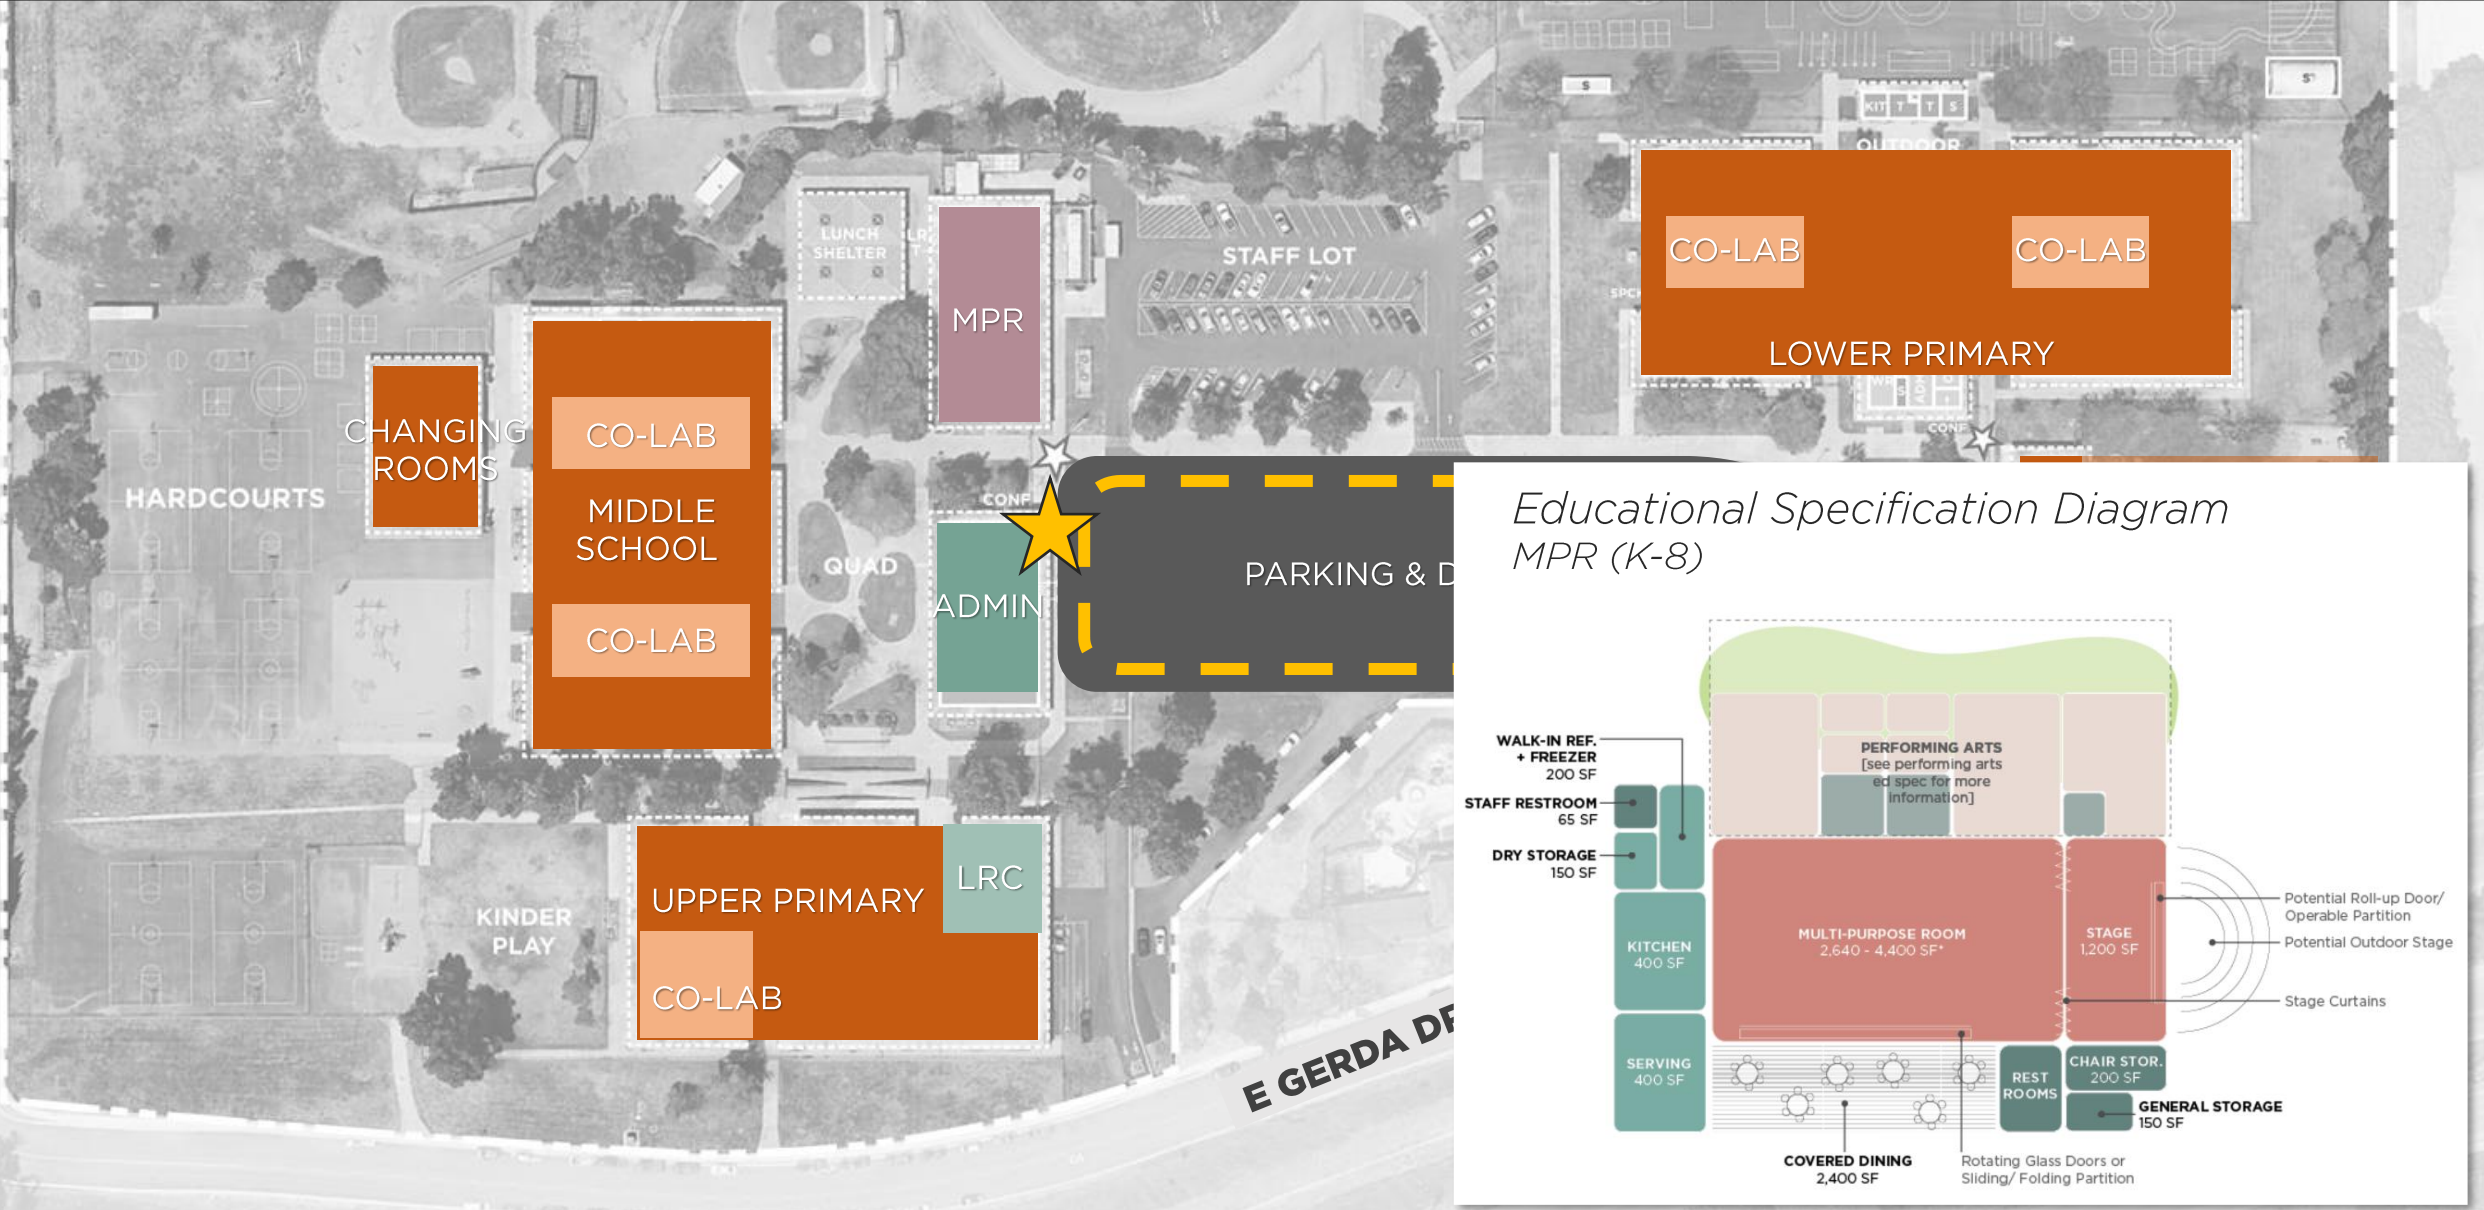 S
S
KIT T T S
OUTDOOR
LUNCH
SHELTER
STAFF LOT
CO-LAB
CO-LAB
LOWER PRIMARY
MPR
CHANGING
ROOMS
HARDCOURTS
CO-LAB
MIDDLE
SCHOOL
CO-LAB
CONF
CONF
QUAD
ADMIN
PARKING & D
UPPER PRIMARY
LRC
CO-LAB
KINDER
PLAY
E GERDA DR
Educational Specification Diagram
MPR (K-8)
WALK-IN REF.
+ FREEZER
200 SF
STAFF RESTROOM
65 SF
DRY STORAGE
150 SF
KITCHEN
400 SF
SERVING
400 SF
PERFORMING ARTS
[see performing arts
ed spec for more
information]
MULTI-PURPOSE ROOM
2,640 - 4,400 SF*
STAGE
1,200 SF
Potential Roll-up Door/
Operable Partition
Potential Outdoor Stage
Stage Curtains
REST
ROOMS
CHAIR STOR.
200 SF
GENERAL STORAGE
150 SF
COVERED DINING
2,400 SF
Rotating Glass Doors or
Sliding/ Folding Partition